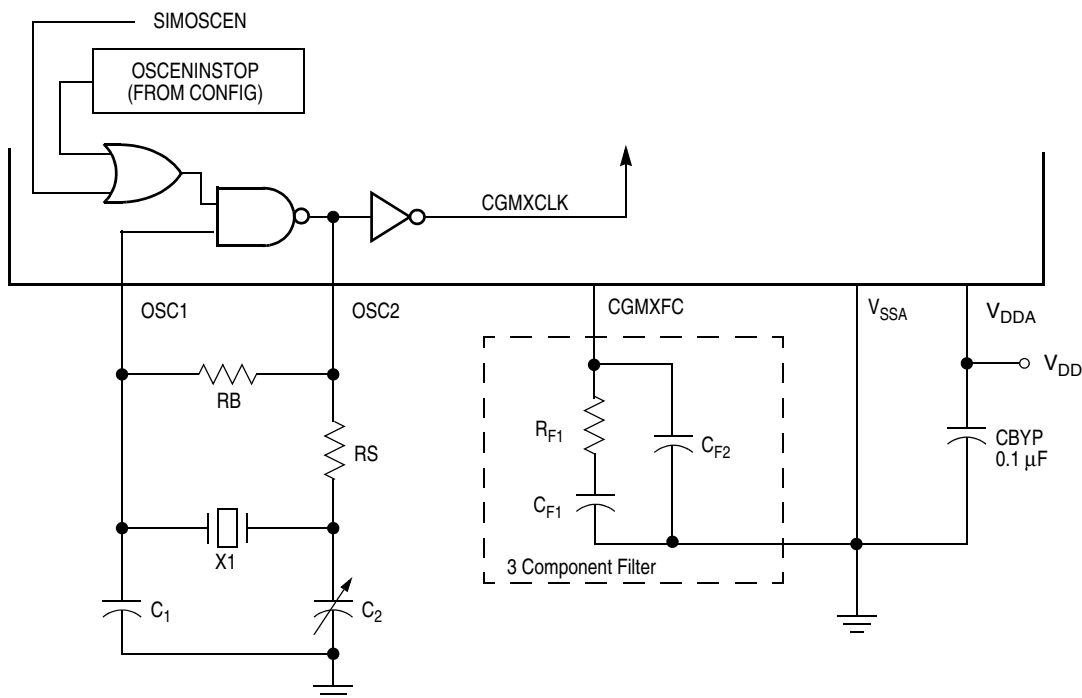 SIMOSCEN
OSCENINSTOP
(FROM CONFIG)
CGMXCLK
OSC1
OSC2
CGMXFC
VSSA
VDDA
VDD
RB
RS
RF1
CF2
CBYP
0.1 µF
CF1
X1
3 Component Filter
C1
C2